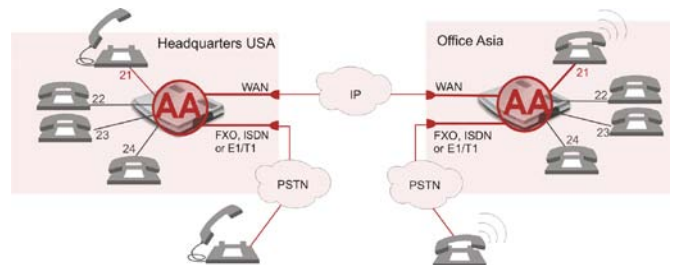 Headquarters USA
21
22
23
24
AA
WAN
FXO, ISDN
or E1/T1
PSTN
IP
Office Asia
21
22
23
24
AA
WAN
FXO, ISDN
or E1/T1
PSTN